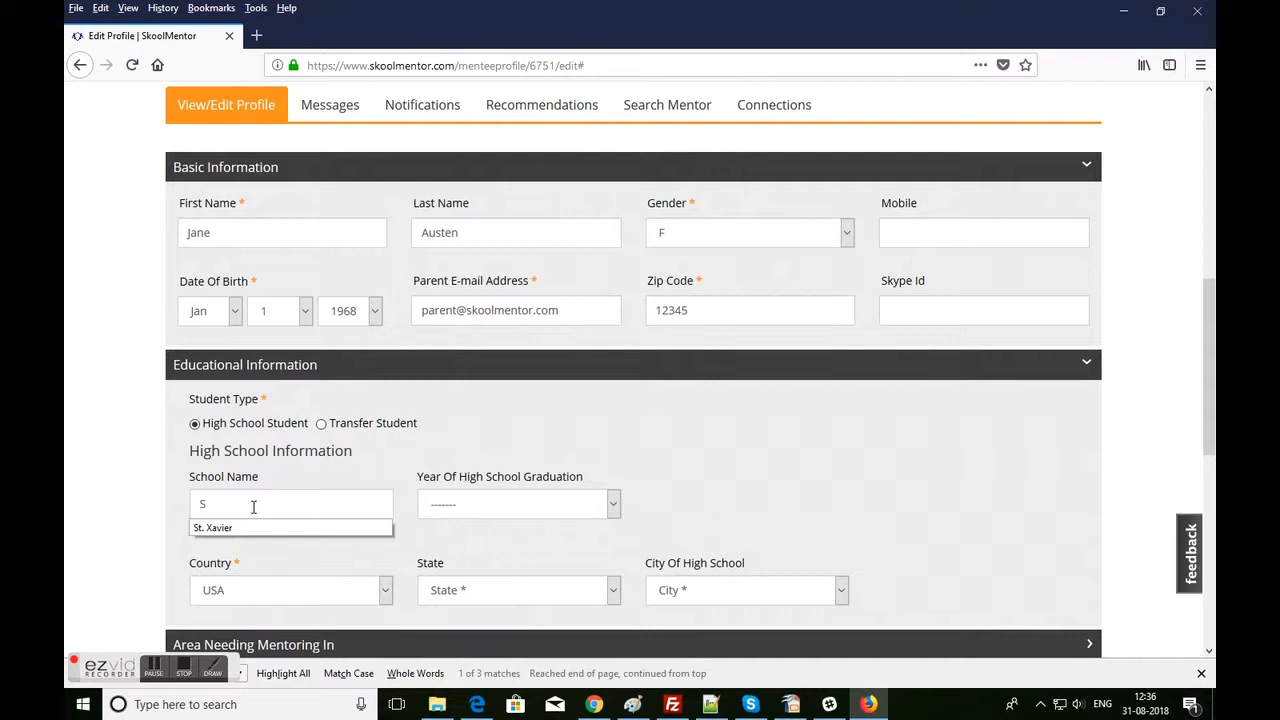 File Edit View History Bookmarks Tools Help
Edit Profile | SkoolMentor
https://www.skoolmentor.com/menteeprofile/6751/edit#
View/Edit Profile Messages Notifications Recommendations Search Mentor Connections
Basic Information
First Name * Last Name Gender * Mobile
Jane Austen F
Date Of Birth * Parent E-mail Address * Zip Code * Skype Id
Jan 1 1968 parent@skoolmentor.com 12345
Educational Information
Student Type *
High School Student Transfer Student
High School Information
School Name Year Of High School Graduation
S -------
St. Xavier
feedback
Country * State City Of High School
USA State * City *
Area Needing Mentoring In
ezvid RECORDER PAUSE STOP DRAW Highlight All Match Case Whole Words 1 of 3 matches Reached end of page, continued from top
Type here to search ENG 12:36
31-08-2018